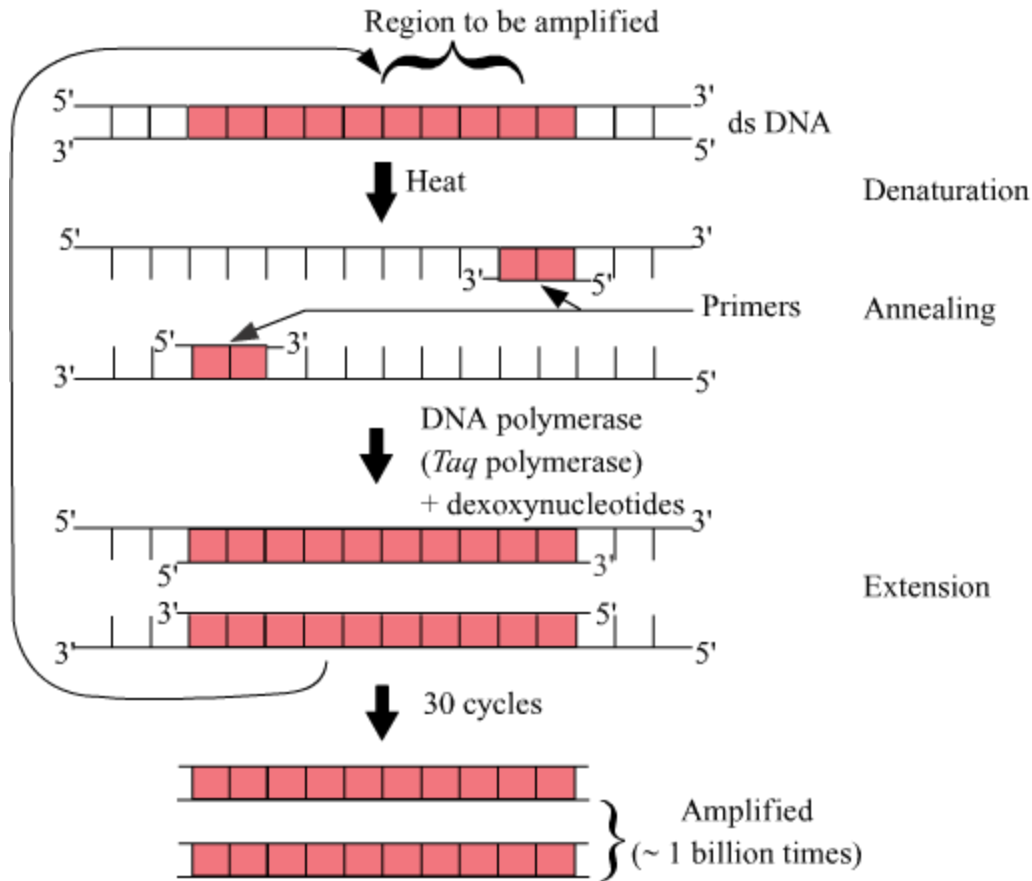 Region to be amplified
5' 3'
ds DNA
3' 5'
Heat
Denaturation
5' 3'
3' 5'
Primers Annealing
5' 3'
3' 5'
DNA polymerase
(Taq polymerase)
+ dexoxynucleotides
5' 3'
5' 3'
Extension
3' 5'
3' 5'
30 cycles
Amplified
(~ 1 billion times)